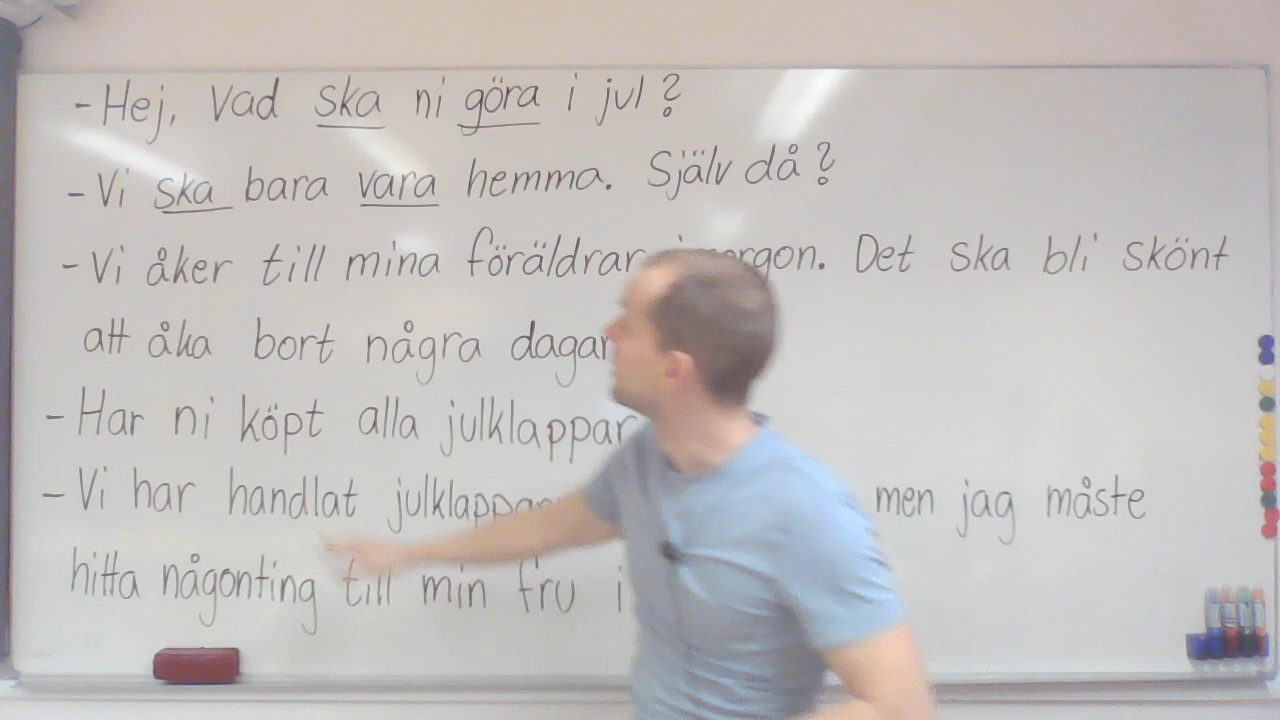 - Hej, Vad ska ni göra i jul?
- Vi ska bara vara hemma. Själv då?
- Vi åker till mina föräldrar Det ska bli skönt
att åka bort några dagar
- Har ni köpt alla julklappar
- Vi har handlat julklappar men jag måste
hitta någonting till min fru